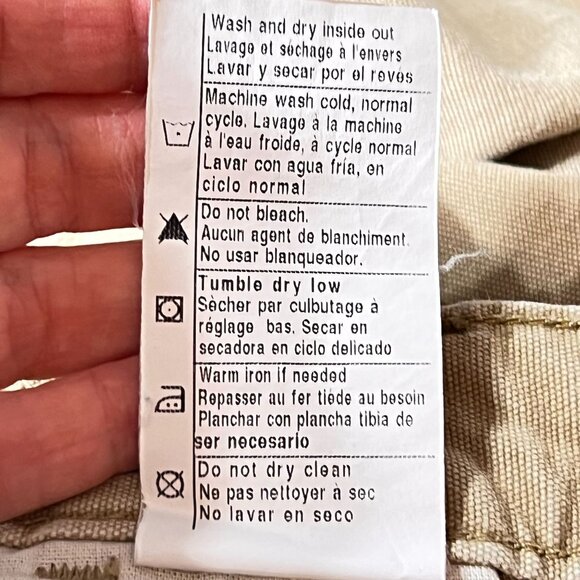 Wash and dry inside out
Lavage et séchage à l'envers
Lavar y secar por el revés
Machine wash cold, normal
cycle. Lavage à la machine
à l'eau froide, à cycle normal
Lavar con agua fría, en
ciclo normal
Do not bleach.
Aucun agent de blanchiment.
No usar blanqueador.
Tumble dry low
Sècher par culbutage à
réglage bas. Secar en
secadora en ciclo delicado
Warm iron if needed
Repasser au fer tiéde au besoin
Planchar con plancha tibia de
ser necesario
Do not dry clean
Ne pas nettoyer à sec
No lavar en seco